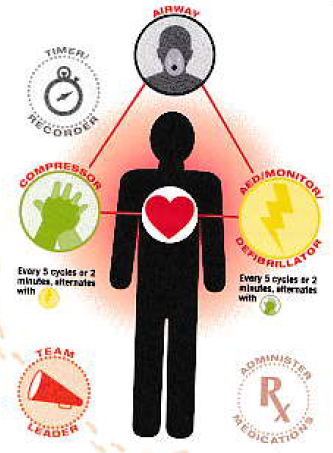 AIRWAY
TIMER/
RECORDER
COMPRESSOR
AED/MONITOR/
DEFIBRILLATOR
Every 5 cycles or 2
minutes, alternates
with
Every 5 cycles or 2
minutes, alternates
with
TEAM
LEADER
ADMINISTER
Rx
MEDICATIONS